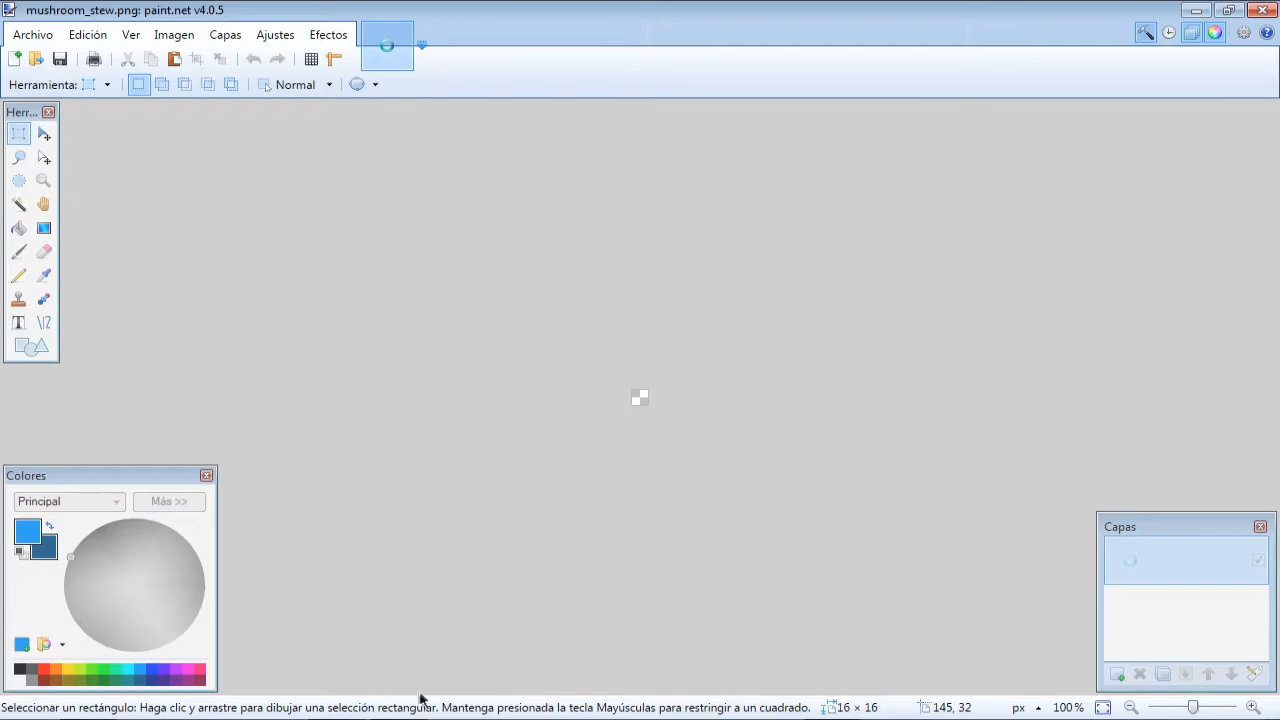 mushroom_stew.png: paint.net v4.0.5
Archivo Edición Ver Imagen Capas Ajustes Efectos
Herramienta: Normal
Herr...
Colores
Principal Más >>
Capas
Seleccionar un rectángulo: Haga clic y arrastre para dibujar una selección rectangular. Mantenga presionada la tecla Mayúsculas para restringir a un cuadrado. 16 × 16 145, 32 px 100%